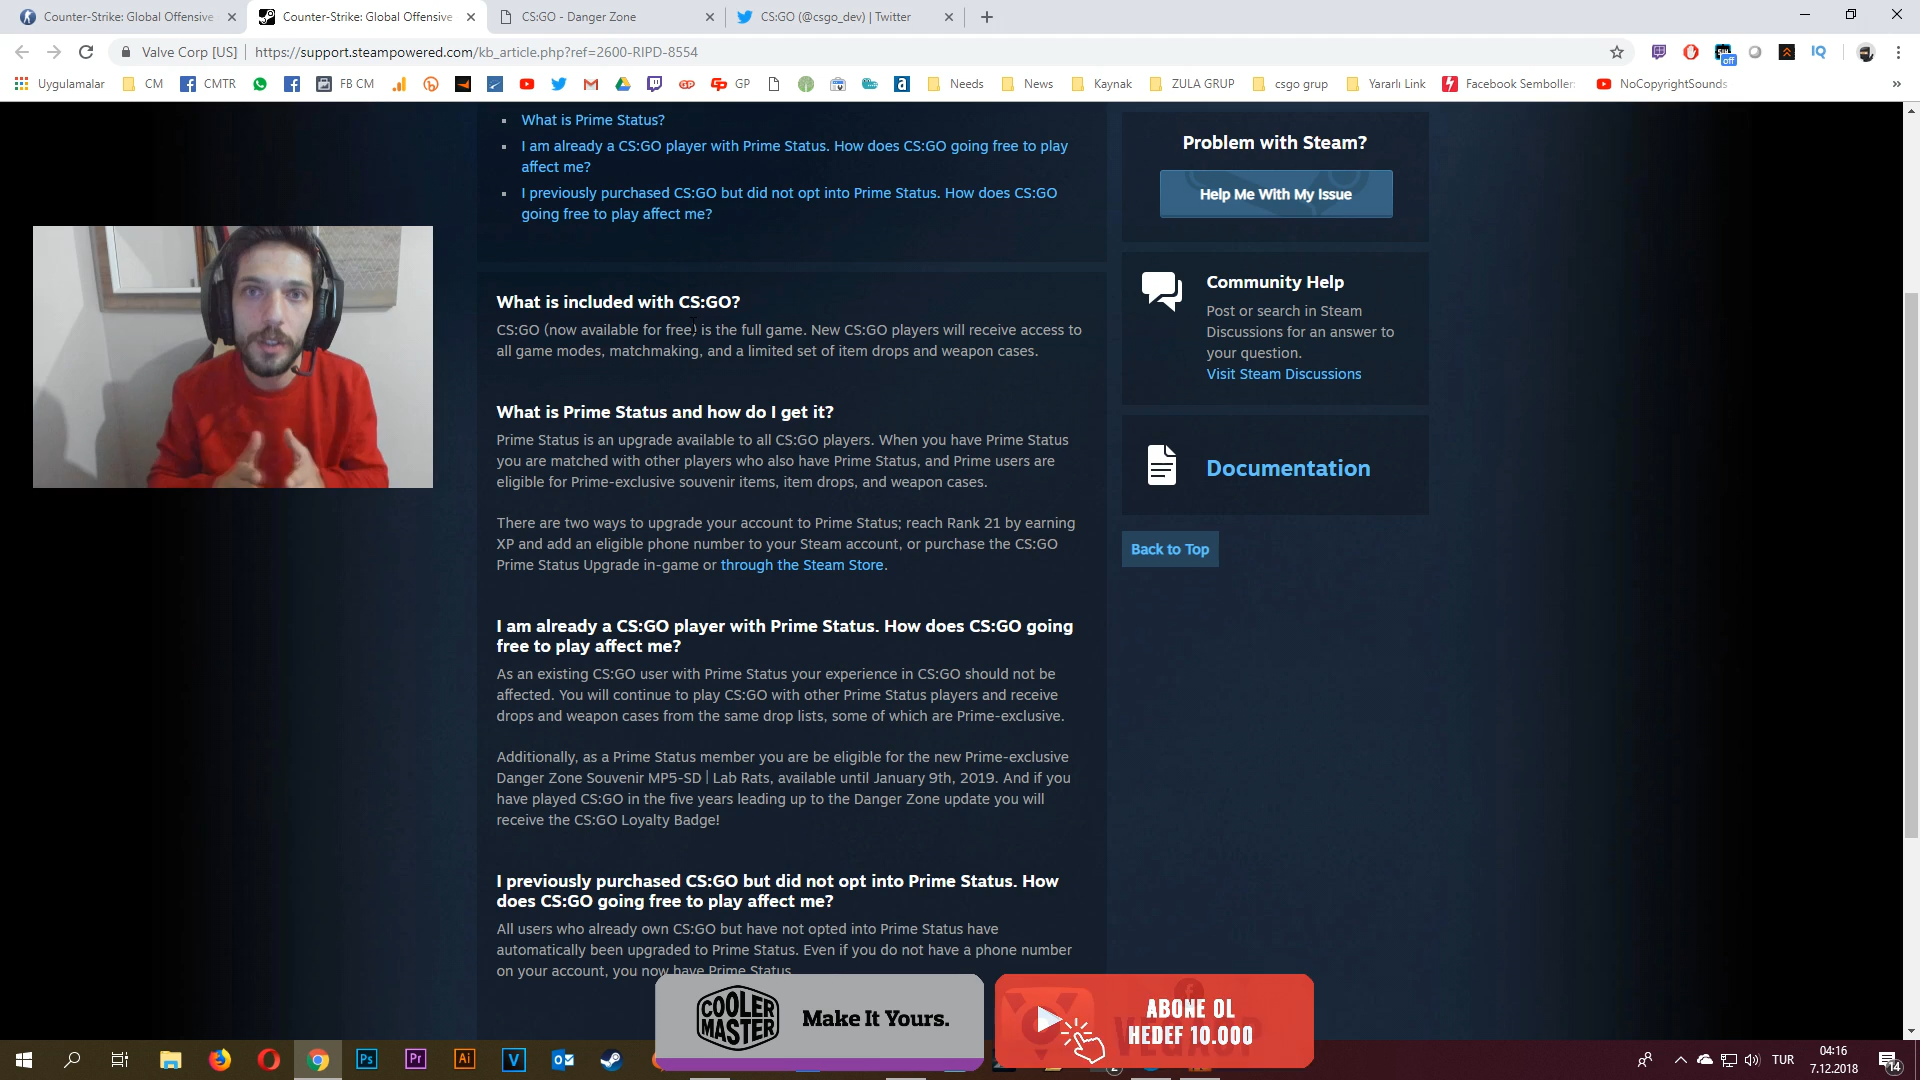 Counter-Strike: Global Offensive
Counter-Strike: Global Offensive
CS:GO - Danger Zone
CS:GO (@csgo_dev) | Twitter
Valve Corp [US]
https://support.steampowered.com/kb_article.php?ref=2600-RIPD-8554
off
Uygulamalar
CM
CMTR
FB CM
GP
Needs
News
Kaynak
ZULA GRUP
csgo grup
Yararlı Link
Facebook Semboller
NoCopyrightSounds
What is Prime Status?
I am already a CS:GO player with Prime Status. How does CS:GO going free to play
affect me?
I previously purchased CS:GO but did not opt into Prime Status. How does CS:GO
going free to play affect me?
What is included with CS:GO?
CS:GO (now available for free) is the full game. New CS:GO players will receive access to
all game modes, matchmaking, and a limited set of item drops and weapon cases.
What is Prime Status and how do I get it?
Prime Status is an upgrade available to all CS:GO players. When you have Prime Status
you are matched with other players who also have Prime Status, and Prime users are
eligible for Prime-exclusive souvenir items, item drops, and weapon cases.
There are two ways to upgrade your account to Prime Status; reach Rank 21 by earning
XP and add an eligible phone number to your Steam account, or purchase the CS:GO
Prime Status Upgrade in-game or through the Steam Store.
I am already a CS:GO player with Prime Status. How does CS:GO going
free to play affect me?
As an existing CS:GO user with Prime Status your experience in CS:GO should not be
affected. You will continue to play CS:GO with other Prime Status players and receive
drops and weapon cases from the same drop lists, some of which are Prime-exclusive.
Additionally, as a Prime Status member you are be eligible for the new Prime-exclusive
Danger Zone Souvenir MP5-SD | Lab Rats, available until January 9th, 2019. And if you
have played CS:GO in the five years leading up to the Danger Zone update you will
receive the CS:GO Loyalty Badge!
I previously purchased CS:GO but did not opt into Prime Status. How
does CS:GO going free to play affect me?
All users who already own CS:GO but have not opted into Prime Status have
automatically been upgraded to Prime Status. Even if you do not have a phone number
on your account, you now have Prime Status.
Problem with Steam?
Help Me With My Issue
Community Help
Post or search in Steam
Discussions for an answer to
your question.
Visit Steam Discussions
Documentation
Back to Top
COOLER
MASTER
Make It Yours.
ABONE OL
HEDEF 10.000
TUR
04:16
7.12.2018
14